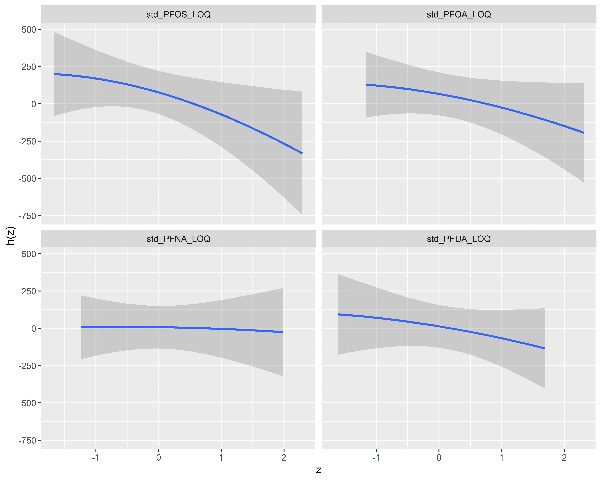 std_PFOS_LOQ
std_PFOA_LOQ
500
250
0
-250
-500
-750
h(z)
std_PFNA_LOQ
std_PFDA_LOQ
500
250
0
-250
-500
-750
-1 0 1 2
-1 0 1 2
z